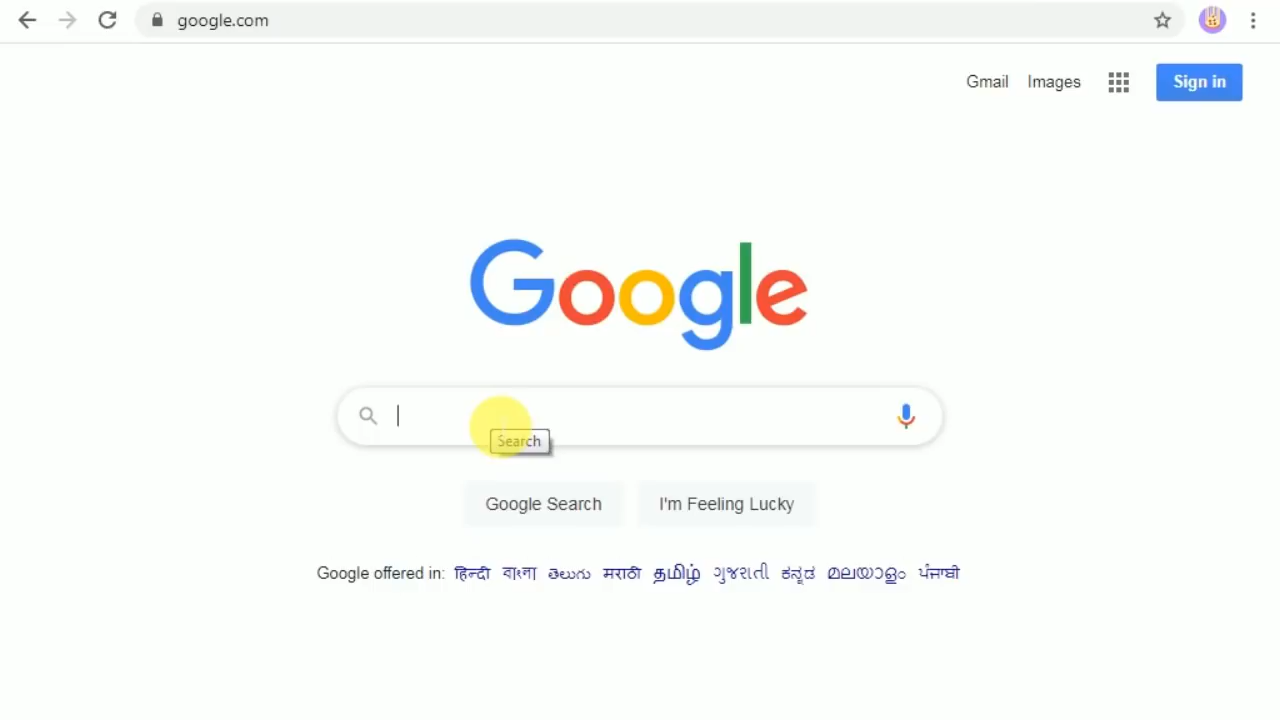 google.com
Gmail Images Sign in
Google
Search
Google Search I'm Feeling Lucky
Google offered in: हिन्दी বাংলা తెలుగు मराठी தமிழ் ગુજરાતી ಕನ್ನಡ മലയാളം ਪੰਜਾਬੀ